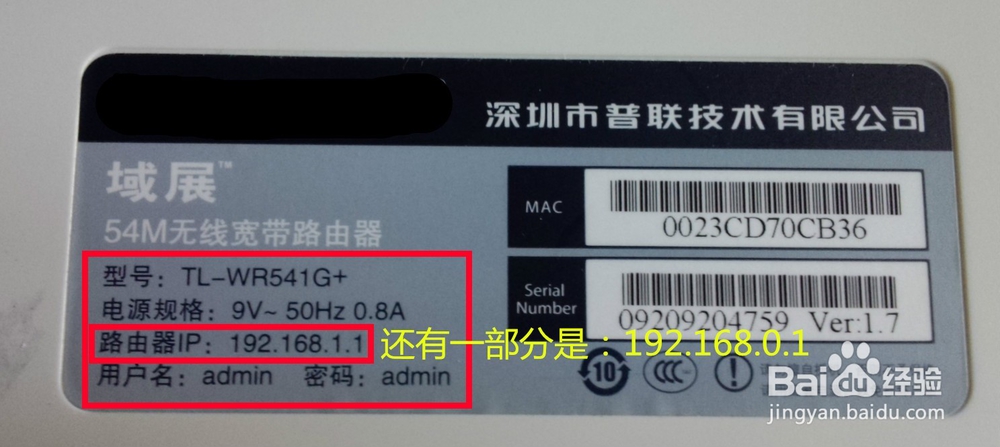 深圳市普联技术有限公司
域展™
54M无线宽带路由器
型号：TL-WR541G+
电源规格：9V~ 50Hz 0.8A
路由器IP：192.168.1.1
还有一部分是：192.168.0.1
用户名：admin 密码：admin
MAC
0023CD70CB36
Serial Number
09209204759 Ver:1.7
10
CCC
Baidu经验
jingyan.baidu.com